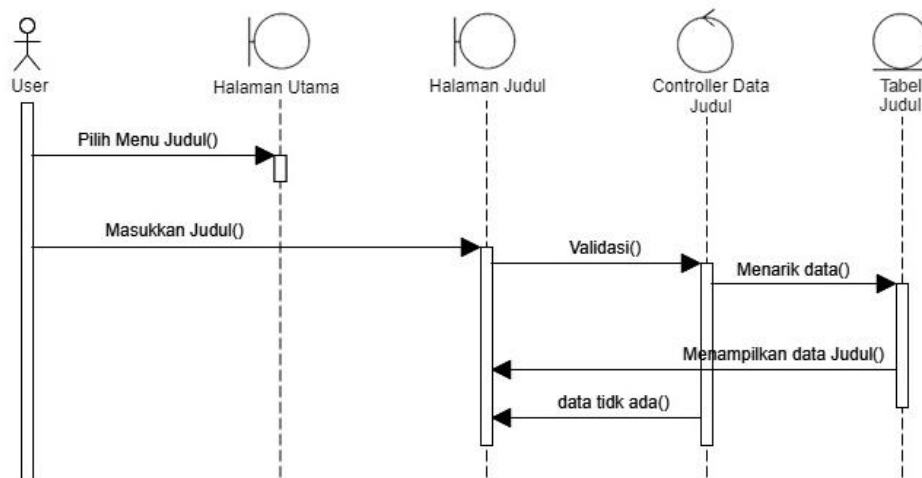 User
Halaman Utama
Halaman Judul
Controller Data
Judul
Tabel
Judul
Pilih Menu Judul()
Masukkan Judul()
Validasi()
Menarik data()
Menampilkan data Judul()
data tidk ada()